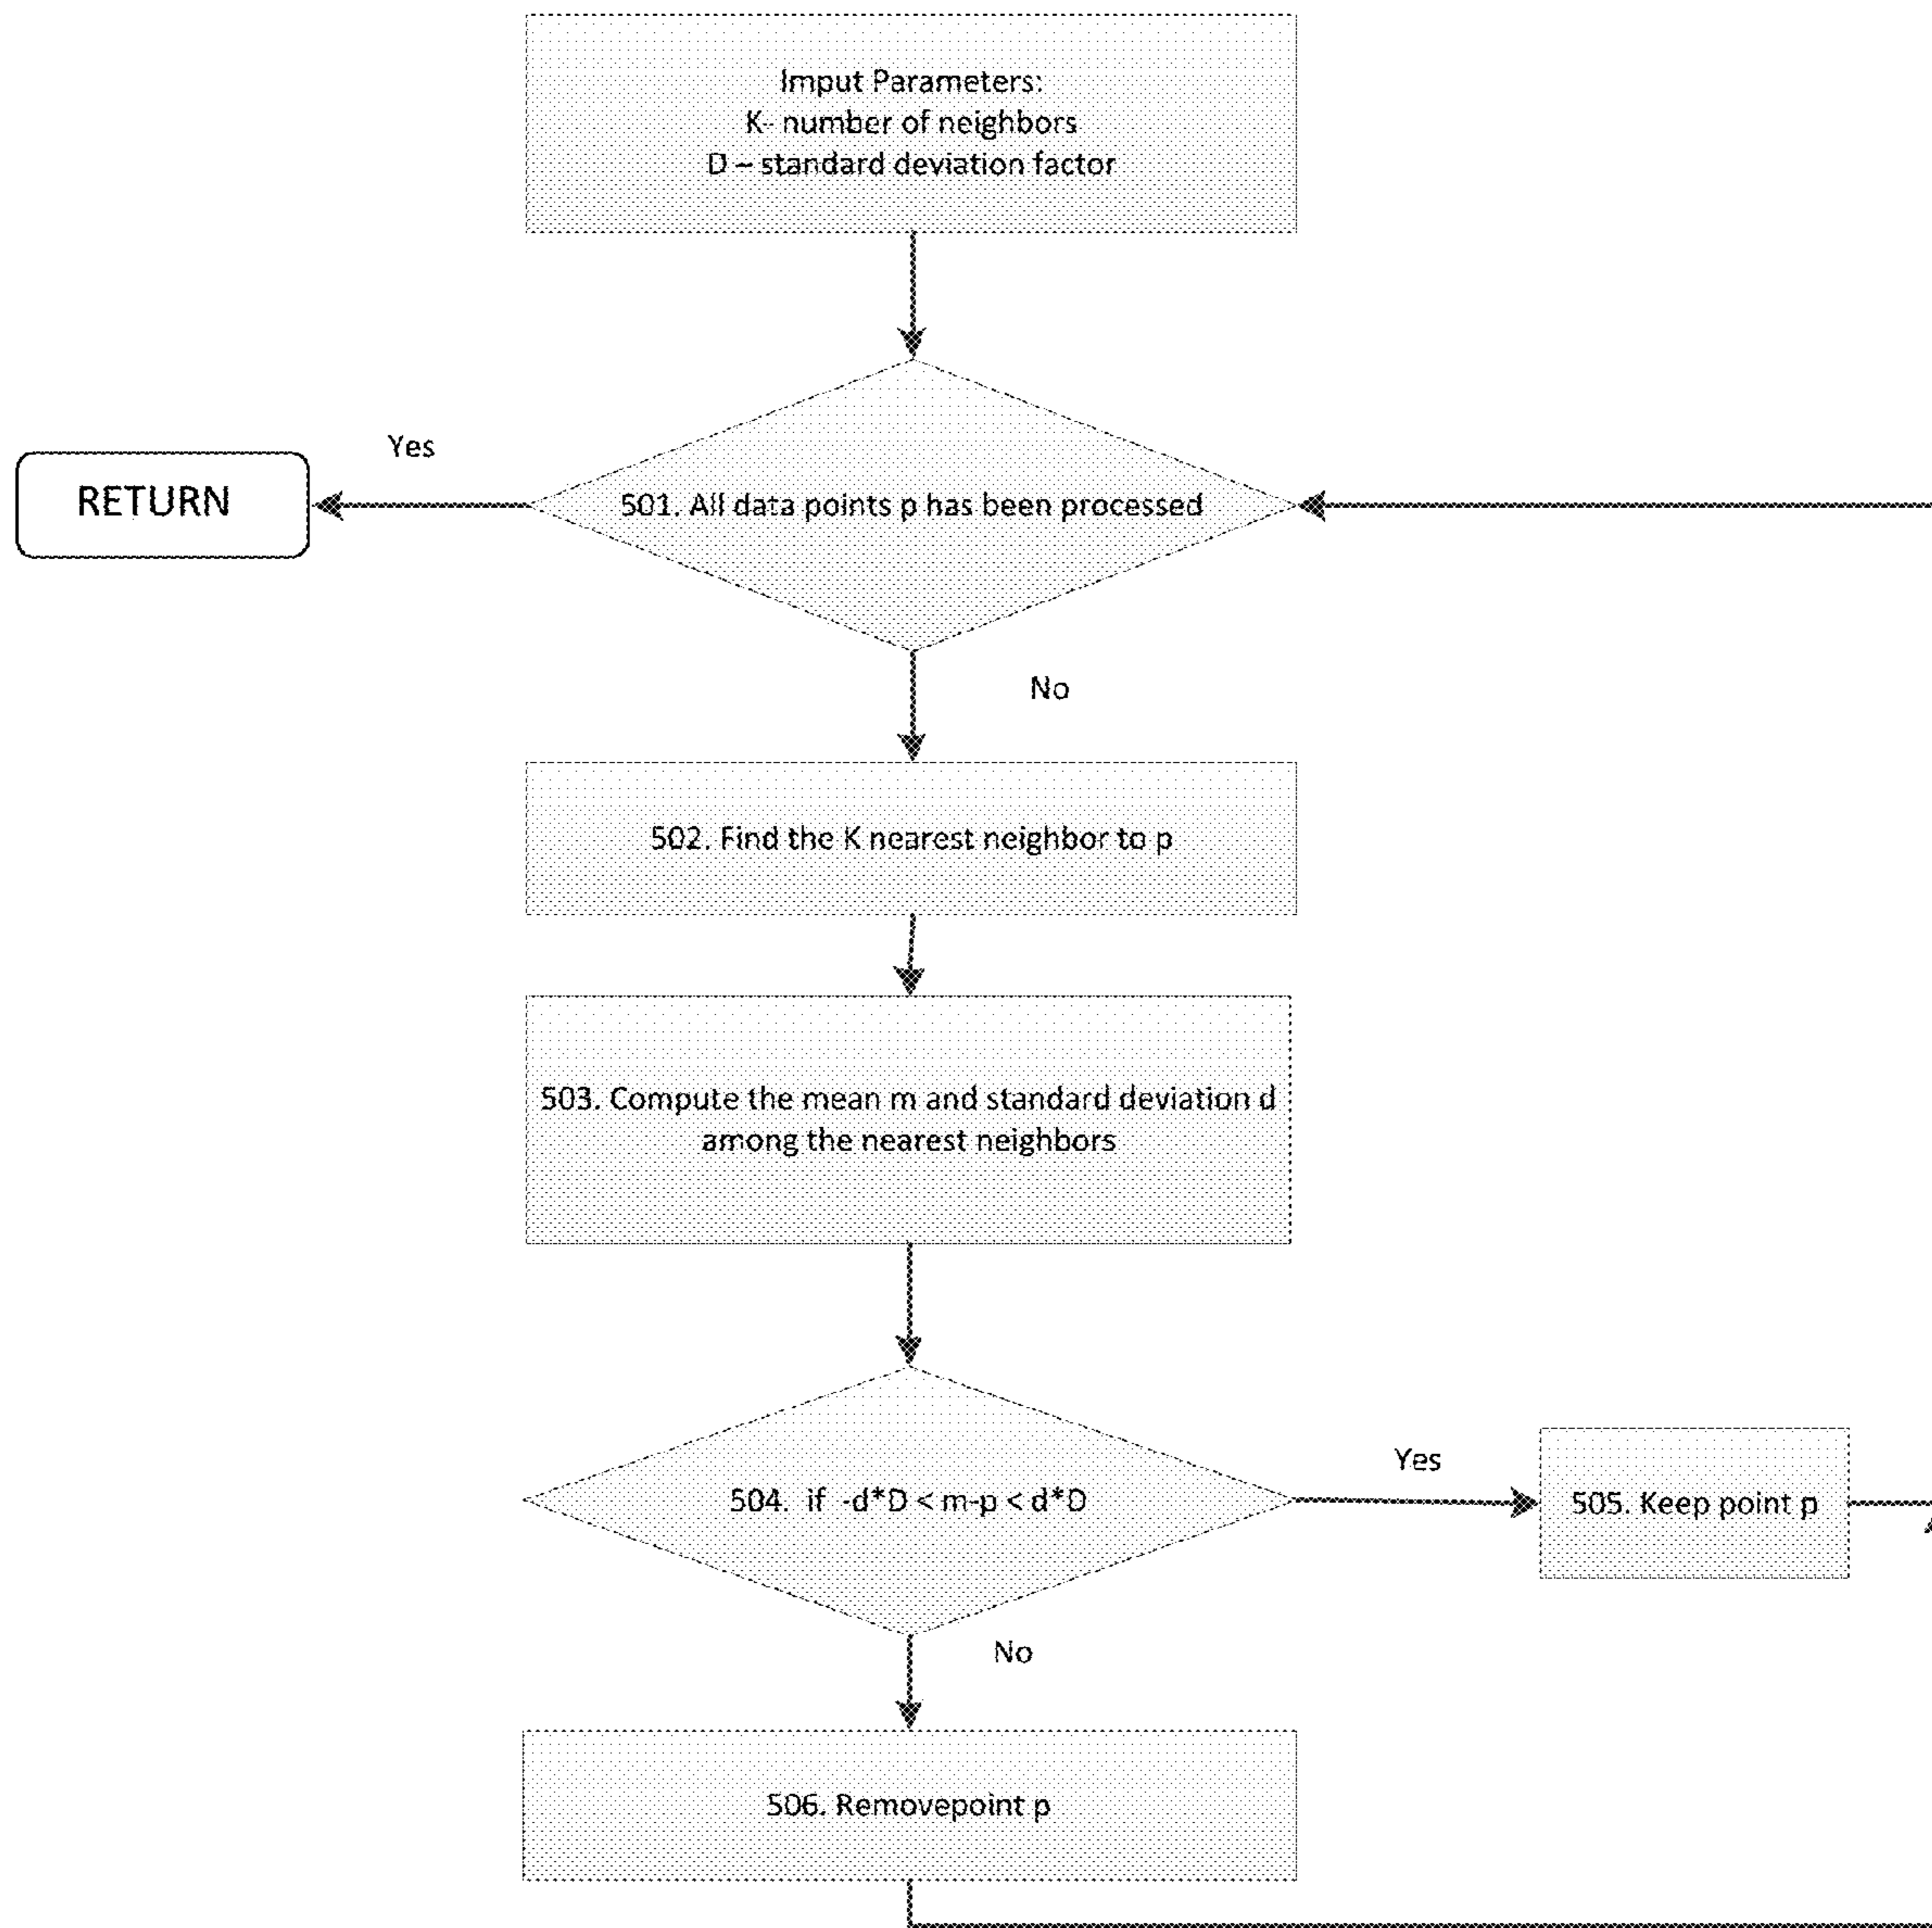 Imput Parameters:
K- number of neighbors
D – standard deviation factor
Yes
RETURN
501. All data points p has been processed
No
502. Find the K nearest neighbor to p
503. Compute the mean m and standard deviation d
among the nearest neighbors
504. if -d*D < m-p < d*D
Yes
505. Keep point p
No
506. Removepoint p